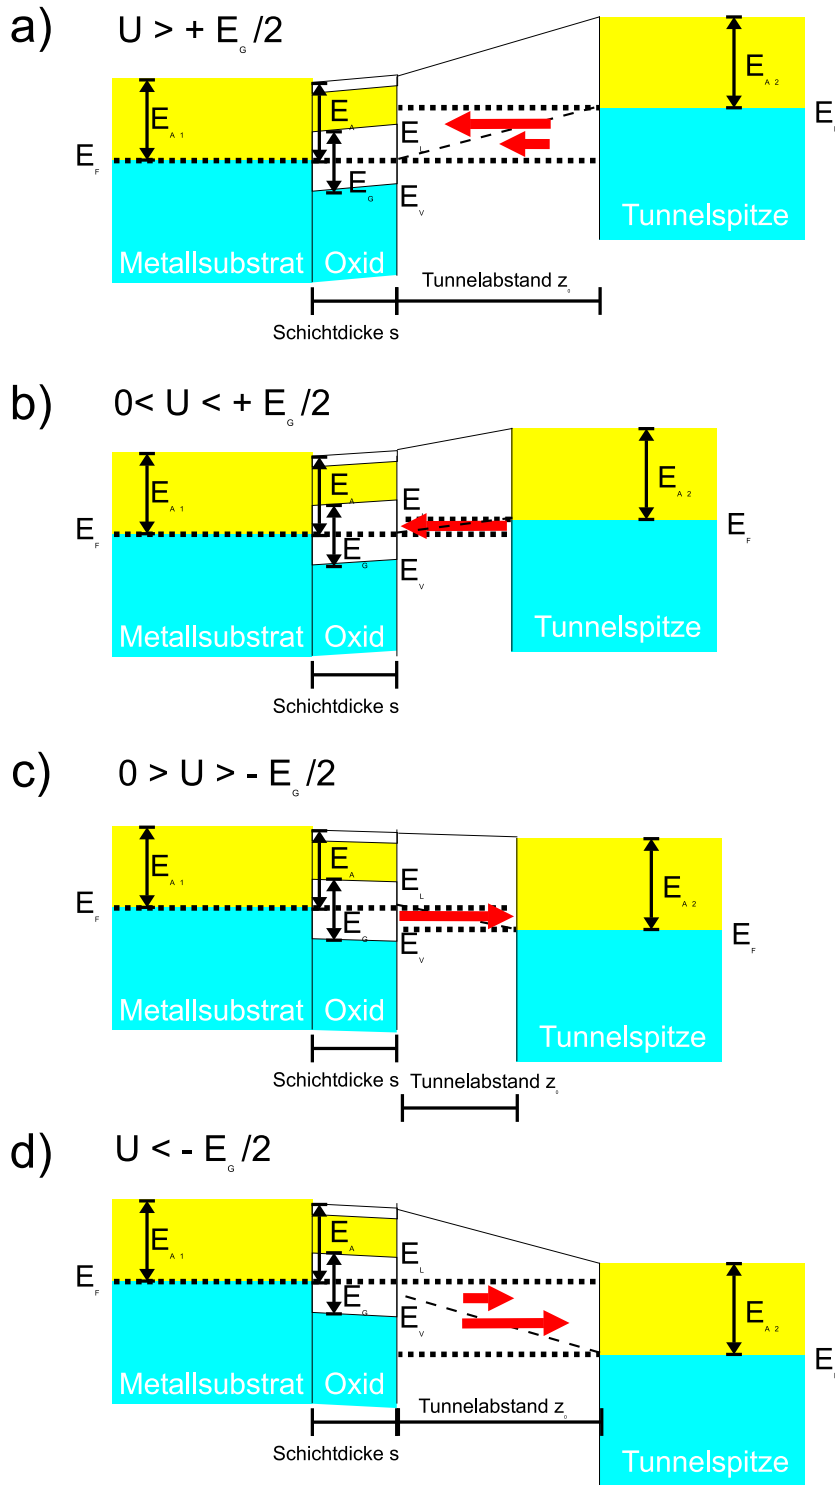 a) U > + E_G/2
E_A1
E_A
E_A2
E_L
E_F
E_F
E_G
E_V
Metallsubstrat Oxid Tunnelspitze
Tunnelabstand z_0
Schichtdicke s
b) 0< U < + E_G/2
E_A1
E_A
E_A2
E_L
E_F
E_F
E_G
E_V
Metallsubstrat Oxid Tunnelspitze
Schichtdicke s
c) 0 > U > - E_G/2
E_A1
E_A
E_A2
E_L
E_F
E_G
E_V
E_F
Metallsubstrat Oxid Tunnelspitze
Schichtdicke s Tunnelabstand z_0
d) U < - E_G/2
E_A1
E_A
E_L
E_F
E_G
E_V
E_A2
E_F
Metallsubstrat Oxid
Tunnelabstand z_0
Schichtdicke s
Tunnelspitze